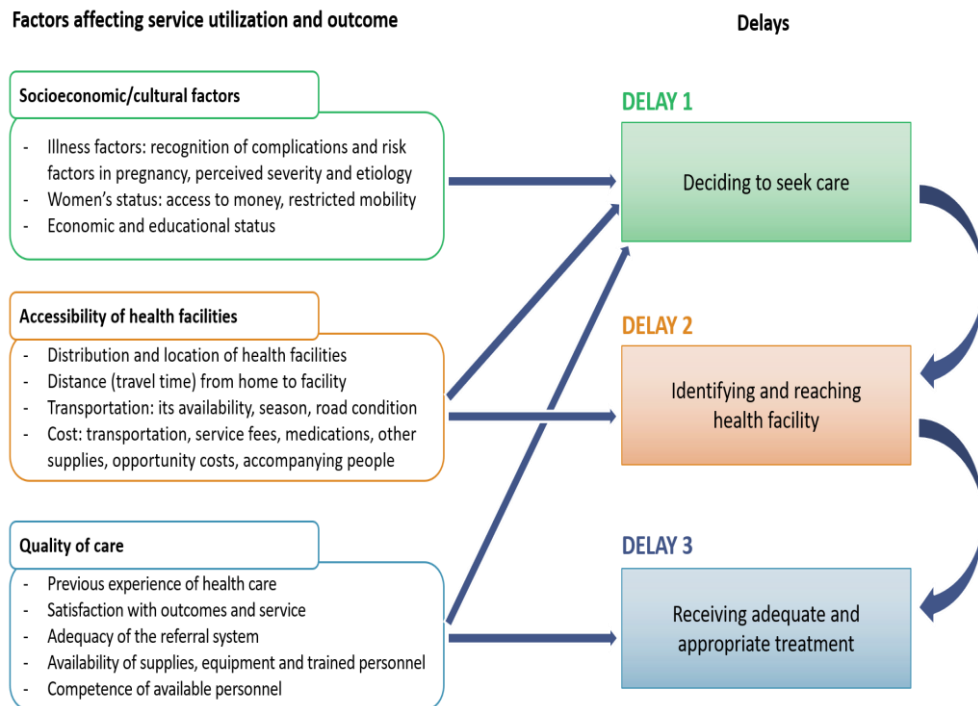 Factors affecting service utilization and outcome
Delays
Socioeconomic/cultural factors
- Illness factors: recognition of complications and risk
factors in pregnancy, perceived severity and etiology
- Women's status: access to money, restricted mobility
- Economic and educational status
DELAY 1
Deciding to seek care
Accessibility of health facilities
- Distribution and location of health facilities
- Distance (travel time) from home to facility
- Transportation: its availability, season, road condition
- Cost: transportation, service fees, medications, other
supplies, opportunity costs, accompanying people
DELAY 2
Identifying and reaching
health facility
Quality of care
- Previous experience of health care
- Satisfaction with outcomes and service
- Adequacy of the referral system
- Availability of supplies, equipment and trained personnel
- Competence of available personnel
DELAY 3
Receiving adequate and
appropriate treatment